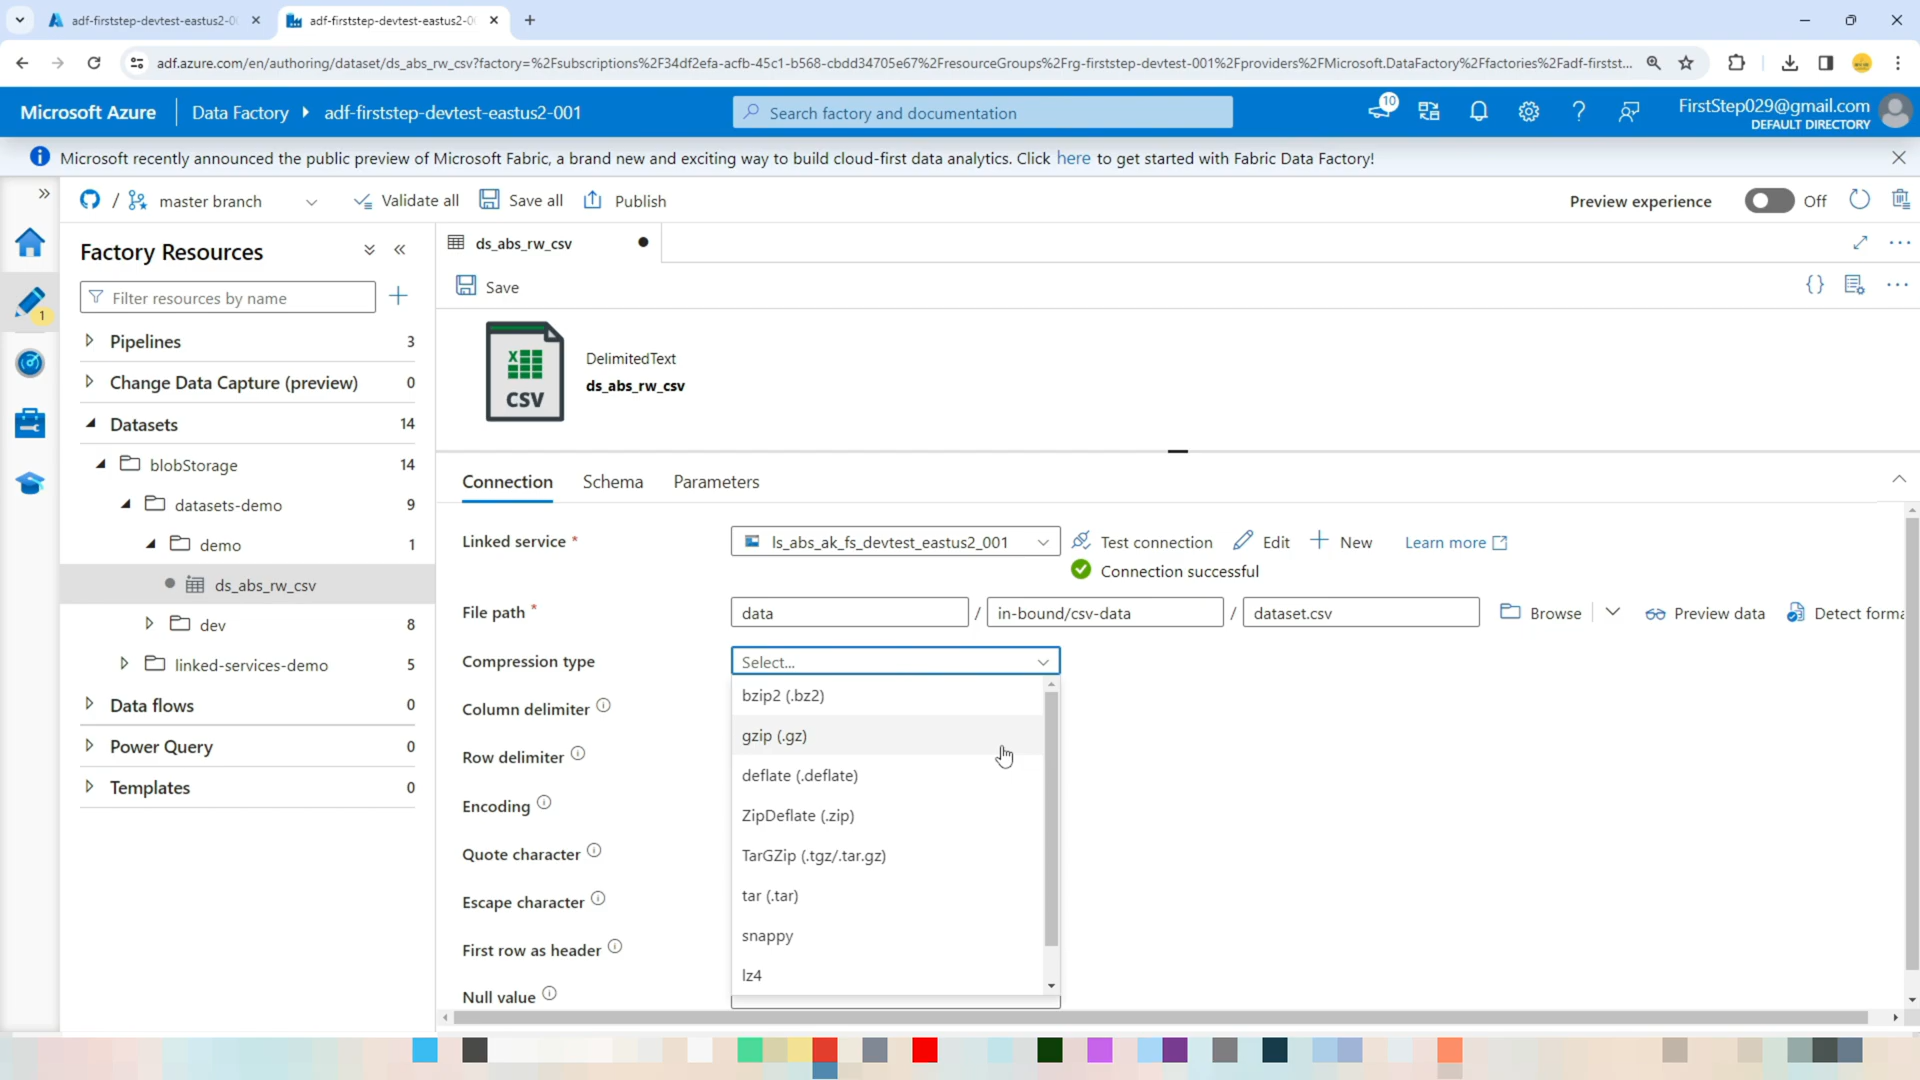 adf-firststep-devtest-eastus2-0
adf-firststep-devtest-eastus2-0
adf.azure.com/en/authoring/dataset/ds_abs_rw_csv?factory=%2Fsubscriptions%2F34df2efa-acfb-45c1-b568-cbdd34705e67%2FresourceGroups%2Frg-firststep-devtest-001%2Fproviders%2FMicrosoft.DataFactory%2Ffactories%2Fadf-firstst...
Microsoft Azure
Data Factory
adf-firststep-devtest-eastus2-001
Search factory and documentation
10
FirstStep029@gmail.com
DEFAULT DIRECTORY
Microsoft recently announced the public preview of Microsoft Fabric, a brand new and exciting way to build cloud-first data analytics. Click here to get started with Fabric Data Factory!
/ master branch
Validate all
Save all
Publish
Preview experience
Off
Factory Resources
ds_abs_rw_csv
Filter resources by name
Save
1
Pipelines 3
Change Data Capture (preview) 0
Datasets 14
blobStorage 14
datasets-demo 9
demo 1
ds_abs_rw_csv
dev 8
linked-services-demo 5
Data flows 0
Power Query 0
Templates 0
X
CSV
DelimitedText
ds_abs_rw_csv
Connection
Schema
Parameters
Linked service *
ls_abs_ak_fs_devtest_eastus2_001
Test connection
Edit
New
Learn more
Connection successful
File path *
data / in-bound/csv-data / dataset.csv
Browse
Preview data
Detect forma
Compression type
Select...
bzip2 (.bz2)
Column delimiter
gzip (.gz)
Row delimiter
deflate (.deflate)
Encoding
ZipDeflate (.zip)
Quote character
TarGZip (.tgz/.tar.gz)
Escape character
tar (.tar)
First row as header
snappy
Null value
lz4